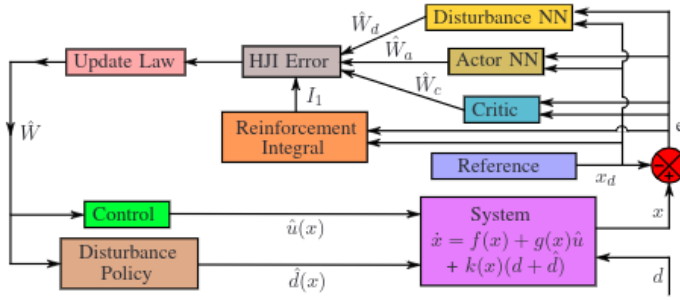 Disturbance NN
Ŵ_d
Update Law
HJI Error
Ŵ_a
Actor NN
Ŵ_c
Critic
I₁
Ŵ
Reinforcement
Integral
e
Reference
x_d
−
+
x
Control
û(x)
System
ẋ = f(x) + g(x)û
+ k(x)(d + d̂)
Disturbance
Policy
d̂(x)
d